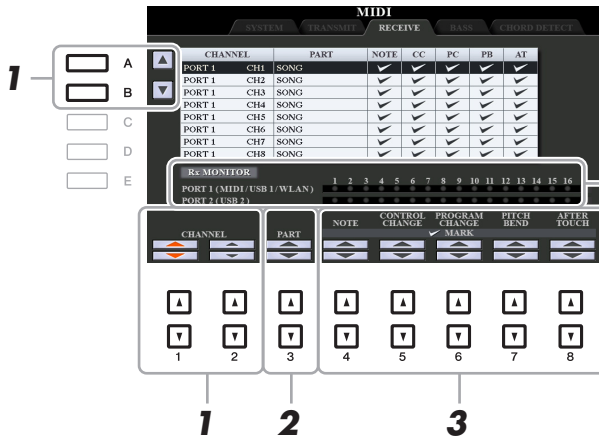 MIDI
SYSTEM TRANSMIT RECEIVE BASS CHORD DETECT
CHANNEL PART NOTE CC PC PB AT
PORT 1 CH1 SONG
PORT 1 CH2 SONG
PORT 1 CH3 SONG
PORT 1 CH4 SONG
PORT 1 CH5 SONG
PORT 1 CH6 SONG
PORT 1 CH7 SONG
PORT 1 CH8 SONG
1
A
B
C
D
E
Rx MONITOR
1 2 3 4 5 6 7 8 9 10 11 12 13 14 15 16
PORT 1 (MIDI/USB 1/WLAN)
PORT 2 (USB 2)
CHANNEL PART NOTE CONTROL CHANGE PROGRAM CHANGE PITCH BEND AFTER TOUCH
MARK
1 2 3 4 5 6 7 8
1 2 3